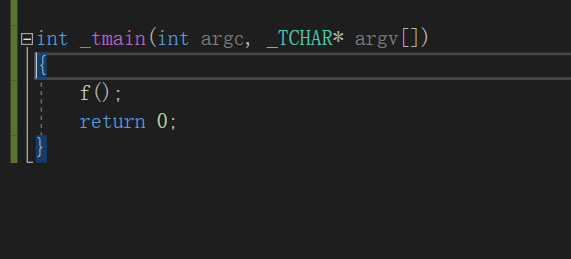 int _tmain(int argc, _TCHAR* argv[])
{
    f();
    return 0;
}